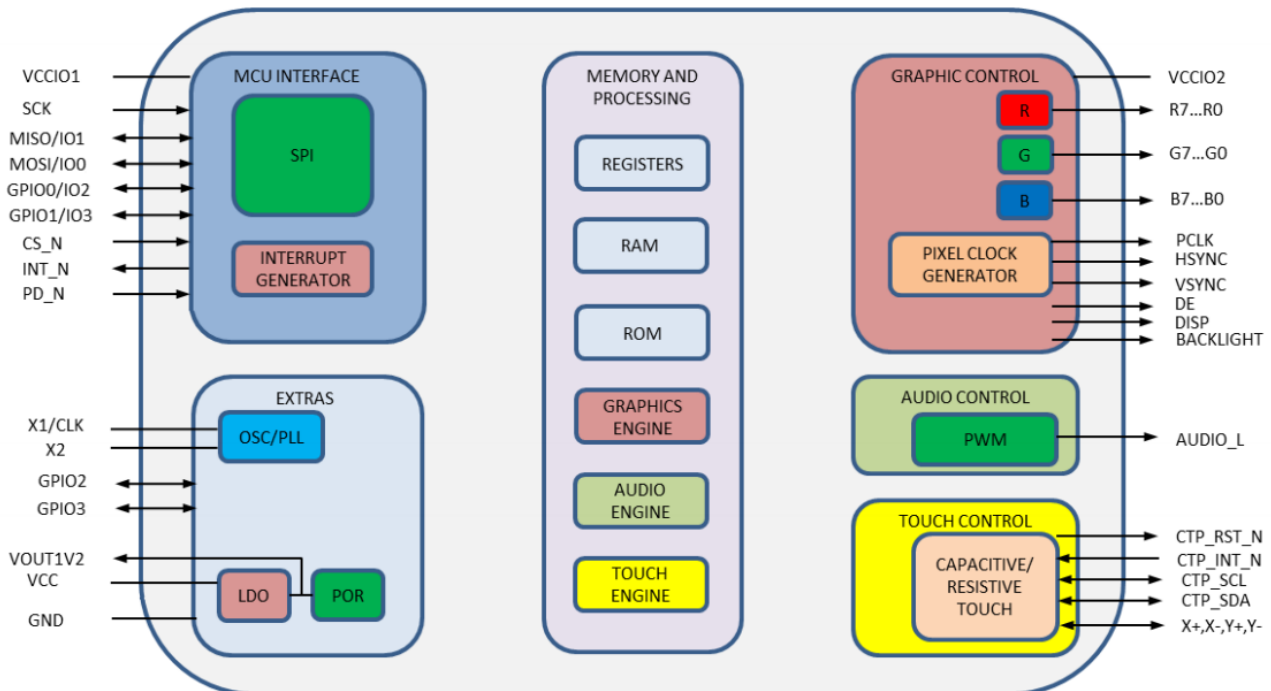 VCCIO1
SCK
MISO/IO1
MOSI/IO0
GPIO0/IO2
GPIO1/IO3
CS_N
INT_N
PD_N
MCU INTERFACE
SPI
INTERRUPT
GENERATOR
X1/CLK
X2
GPIO2
GPIO3
VOUT1V2
VCC
GND
EXTRAS
OSC/PLL
LDO
POR
MEMORY AND
PROCESSING
REGISTERS
RAM
ROM
GRAPHICS
ENGINE
AUDIO
ENGINE
TOUCH
ENGINE
GRAPHIC CONTROL
R
G
B
PIXEL CLOCK
GENERATOR
VCCIO2
R7...R0
G7...G0
B7...B0
PCLK
HSYNC
VSYNC
DE
DISP
BACKLIGHT
AUDIO CONTROL
PWM
AUDIO_L
TOUCH CONTROL
CAPACITIVE/
RESISTIVE
TOUCH
CTP_RST_N
CTP_INT_N
CTP_SCL
CTP_SDA
X+,X-,Y+,Y-